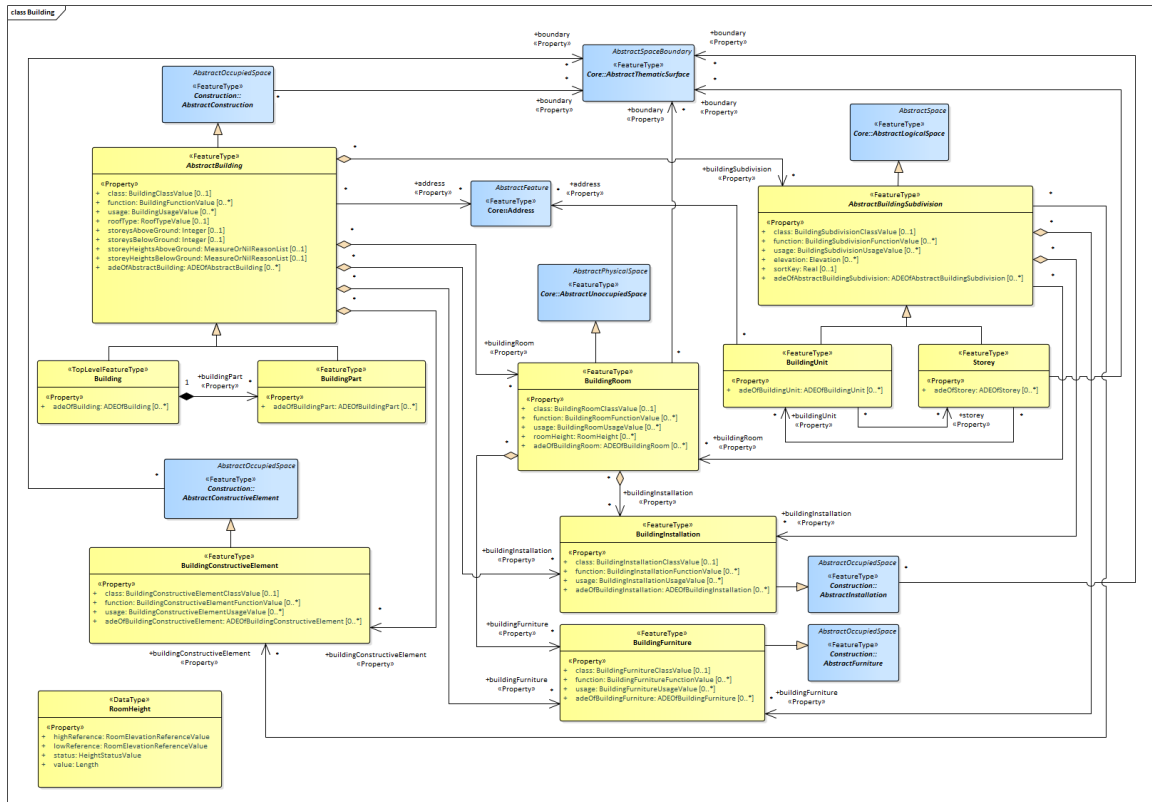 class Building
+boundary
«Property»
*
AbstractSpaceBoundary
«FeatureType»
Core::AbstractThematicSurface
+boundary
«Property»
*
AbstractOccupiedSpace
«FeatureType»
Construction::
AbstractConstruction
*
*
+boundary
«Property»
+boundary
«Property»
*
*
+boundary
«Property»
*
AbstractSpace
«FeatureType»
Core::AbstractLogicalSpace
«FeatureType»
AbstractBuilding
«Property»
+ class: BuildingClassValue [0..1]
+ function: BuildingFunctionValue [0..*]
+ usage: BuildingUsageValue [0..*]
+ roofType: RoofTypeValue [0..1]
+ storeysAboveGround: Integer [0..1]
+ storeysBelowGround: Integer [0..1]
+ storeyHeightsAboveGround: MeasureOrNilReasonList [0..1]
+ storeyHeightsBelowGround: MeasureOrNilReasonList [0..1]
+ adeOfAbstractBuilding: ADEOfAbstractBuilding [0..*]
*
*
*
*
*
*
+buildingSubdivision
«Property»
*
+address
«Property»
*
AbstractFeature
«FeatureType»
Core::Address
+address
*
«Property»
«FeatureType»
AbstractBuildingSubdivision
«Property»
+ class: BuildingSubdivisionClassValue [0..1]
+ function: BuildingSubdivisionFunctionValue [0..*]
+ usage: BuildingSubdivisionUsageValue [0..*]
+ elevation: Elevation [0..*]
+ sortKey: Real [0..1]
+ adeOfAbstractBuildingSubdivision: ADEOfAbstractBuildingSubdivision [0..*]
*
*
*
*
AbstractPhysicalSpace
«FeatureType»
Core::AbstractUnoccupiedSpace
«TopLevelFeatureType»
Building
«Property»
+ adeOfBuilding: ADEOfBuilding [0..*]
1
+buildingPart
«Property»
*
«FeatureType»
BuildingPart
«Property»
+ adeOfBuildingPart: ADEOfBuildingPart [0..*]
+buildingRoom
«Property»
*
*
«FeatureType»
BuildingRoom
«Property»
+ class: BuildingRoomClassValue [0..1]
+ function: BuildingRoomFunctionValue [0..*]
+ usage: BuildingRoomUsageValue [0..*]
+ roomHeight: RoomHeight [0..*]
+ adeOfBuildingRoom: ADEOfBuildingRoom [0..*]
*
*
*
«FeatureType»
BuildingUnit
«Property»
+ adeOfBuildingUnit: ADEOfBuildingUnit [0..*]
*
«FeatureType»
Storey
«Property»
+ adeOfStorey: ADEOfStorey [0..*]
*
*
+buildingUnit
«Property»
*
*
+storey
«Property»
*
+buildingRoom
«Property»
*
AbstractOccupiedSpace
«FeatureType»
Construction::
AbstractConstructiveElement
*
+buildingInstallation
«Property»
*
«FeatureType»
BuildingInstallation
«Property»
+ class: BuildingInstallationClassValue [0..1]
+ function: BuildingInstallationFunctionValue [0..*]
+ usage: BuildingInstallationUsageValue [0..*]
+ adeOfBuildingInstallation: ADEOfBuildingInstallation [0..*]
+buildingInstallation
*
«Property»
+buildingInstallation
«Property»
*
AbstractOccupiedSpace
«FeatureType»
Construction::
AbstractInstallation
*
«FeatureType»
BuildingConstructiveElement
«Property»
+ class: BuildingConstructiveElementClassValue [0..1]
+ function: BuildingConstructiveElementFunctionValue [0..*]
+ usage: BuildingConstructiveElementUsageValue [0..*]
+ adeOfBuildingConstructiveElement: ADEOfBuildingConstructiveElement [0..*]
*
+buildingConstructiveElement
«Property»
*
+buildingConstructiveElement
«Property»
+buildingFurniture
«Property»
*
+buildingFurniture
«Property»
*
«FeatureType»
BuildingFurniture
«Property»
+ class: BuildingFurnitureClassValue [0..1]
+ function: BuildingFurnitureFunctionValue [0..*]
+ usage: BuildingFurnitureUsageValue [0..*]
+ adeOfBuildingFurniture: ADEOfBuildingFurniture [0..*]
AbstractOccupiedSpace
«FeatureType»
Construction::
AbstractFurniture
+buildingFurniture
*
«Property»
«DataType»
RoomHeight
«Property»
+ highReference: RoomElevationReferenceValue
+ lowReference: RoomElevationReferenceValue
+ status: HeightStatusValue
+ value: Length